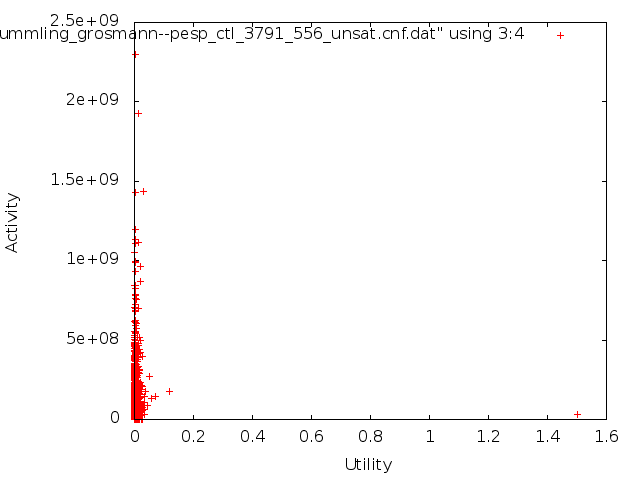 2.5e+09
ummling_grosmann--pesp_ctl_3791_556_unsat.cnf.dat" using 3:4
2e+09
1.5e+09
1e+09
5e+08
0
Activity
0 0.2 0.4 0.6 0.8 1 1.2 1.4 1.6
Utility